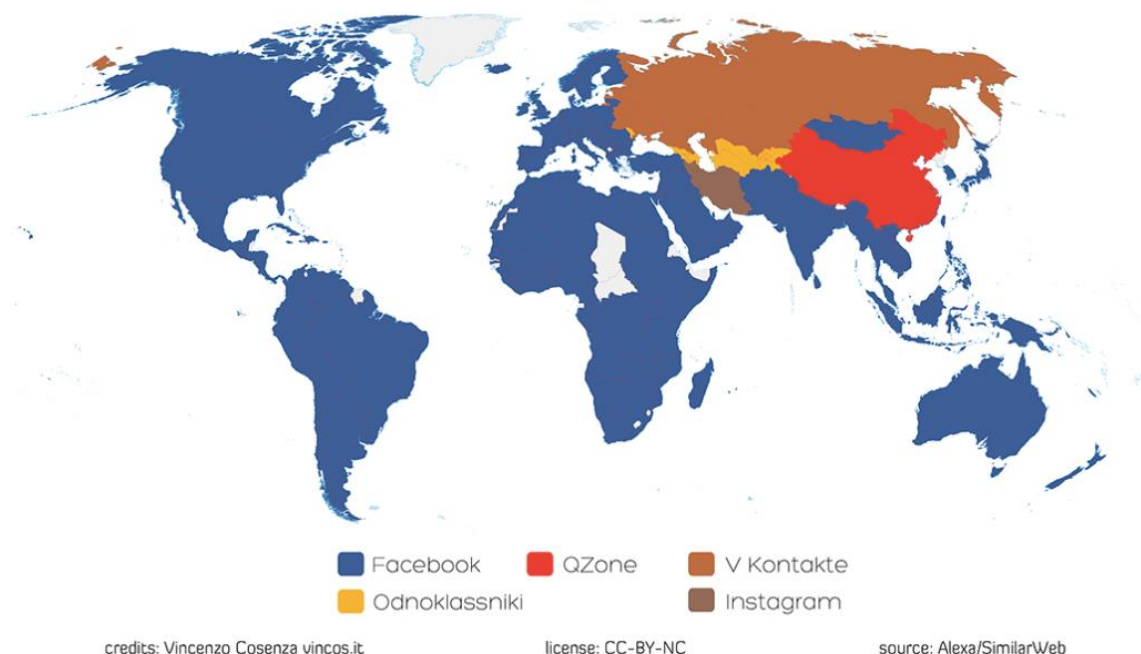 Facebook QZone V Kontakte
Odnoklassniki Instagram
credits: Vincenzo Cosenza vincos.it license: CC-BY-NC source: Alexa/SimilarWeb